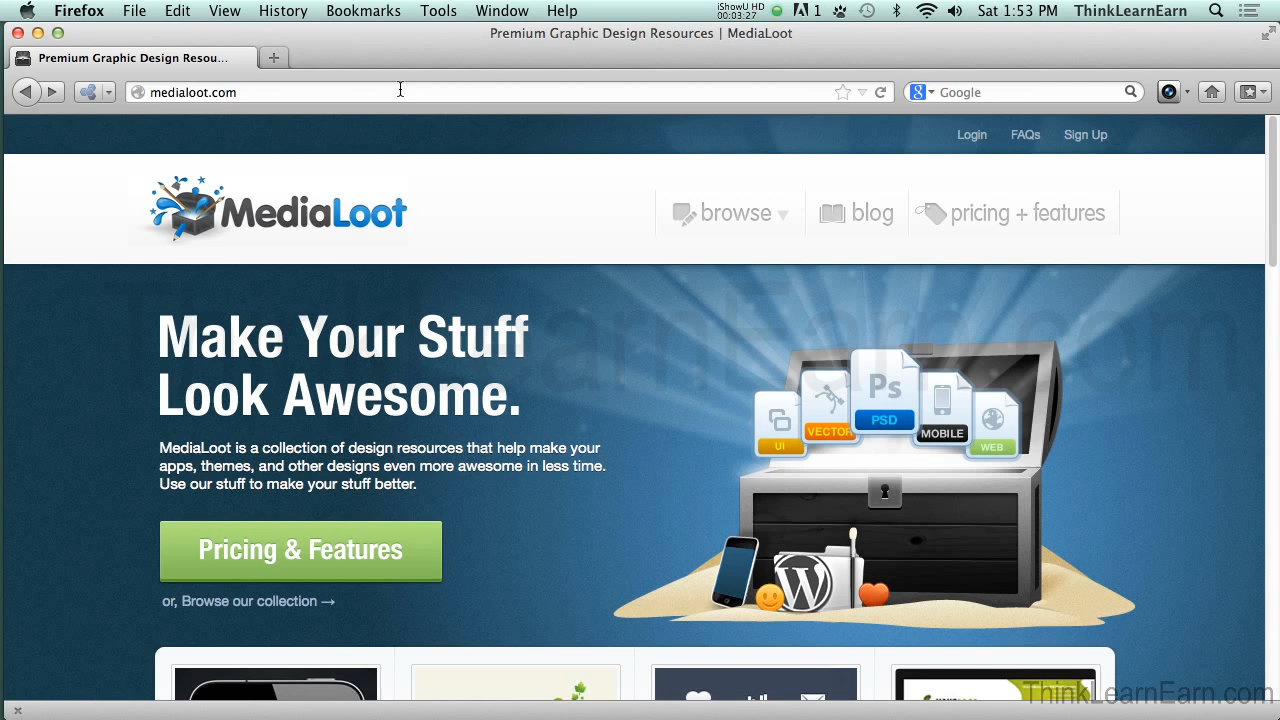 Firefox File Edit View History Bookmarks Tools Window Help iShowU HD 00:03:27 1 Sat 1:53 PM ThinkLearnEarn
Premium Graphic Design Resources | MediaLoot
Premium Graphic Design Resou...
medialoot.com
Google
Login FAQs Sign Up
MediaLoot
browse blog pricing + features
ThinkLearnEarn.com
Make Your Stuff
Look Awesome.
MediaLoot is a collection of design resources that help make your
apps, themes, and other designs even more awesome in less time.
Use our stuff to make your stuff better.
Pricing & Features
or, Browse our collection →
UI
VECTOR
Ps
PSD
MOBILE
WEB
ThinkLearnEarn.com